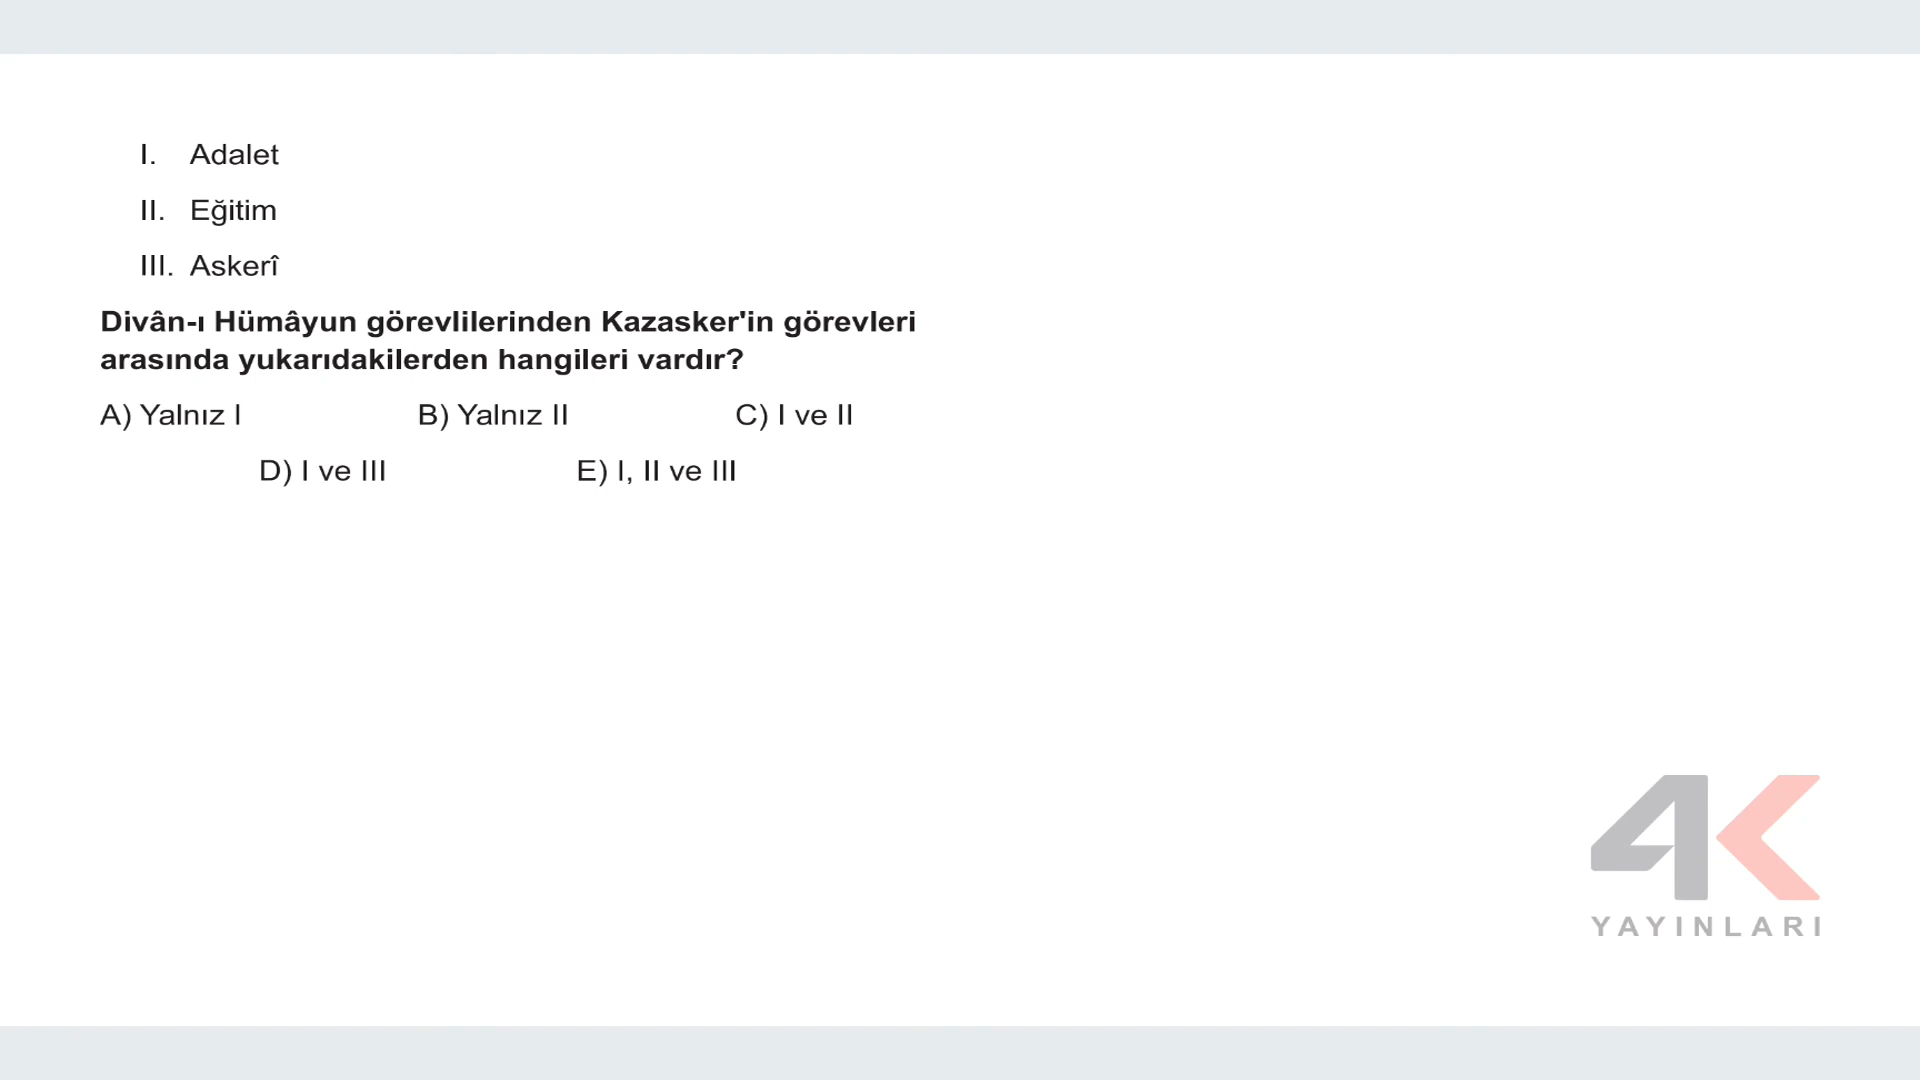 I. Adalet
II. Eğitim
III. Askerî
Divân-ı Hümâyun görevlilerinden Kazasker'in görevleri
arasında yukarıdakilerden hangileri vardır?
A) Yalnız I B) Yalnız II C) I ve II
D) I ve III E) I, II ve III
4K
YAYINLARI